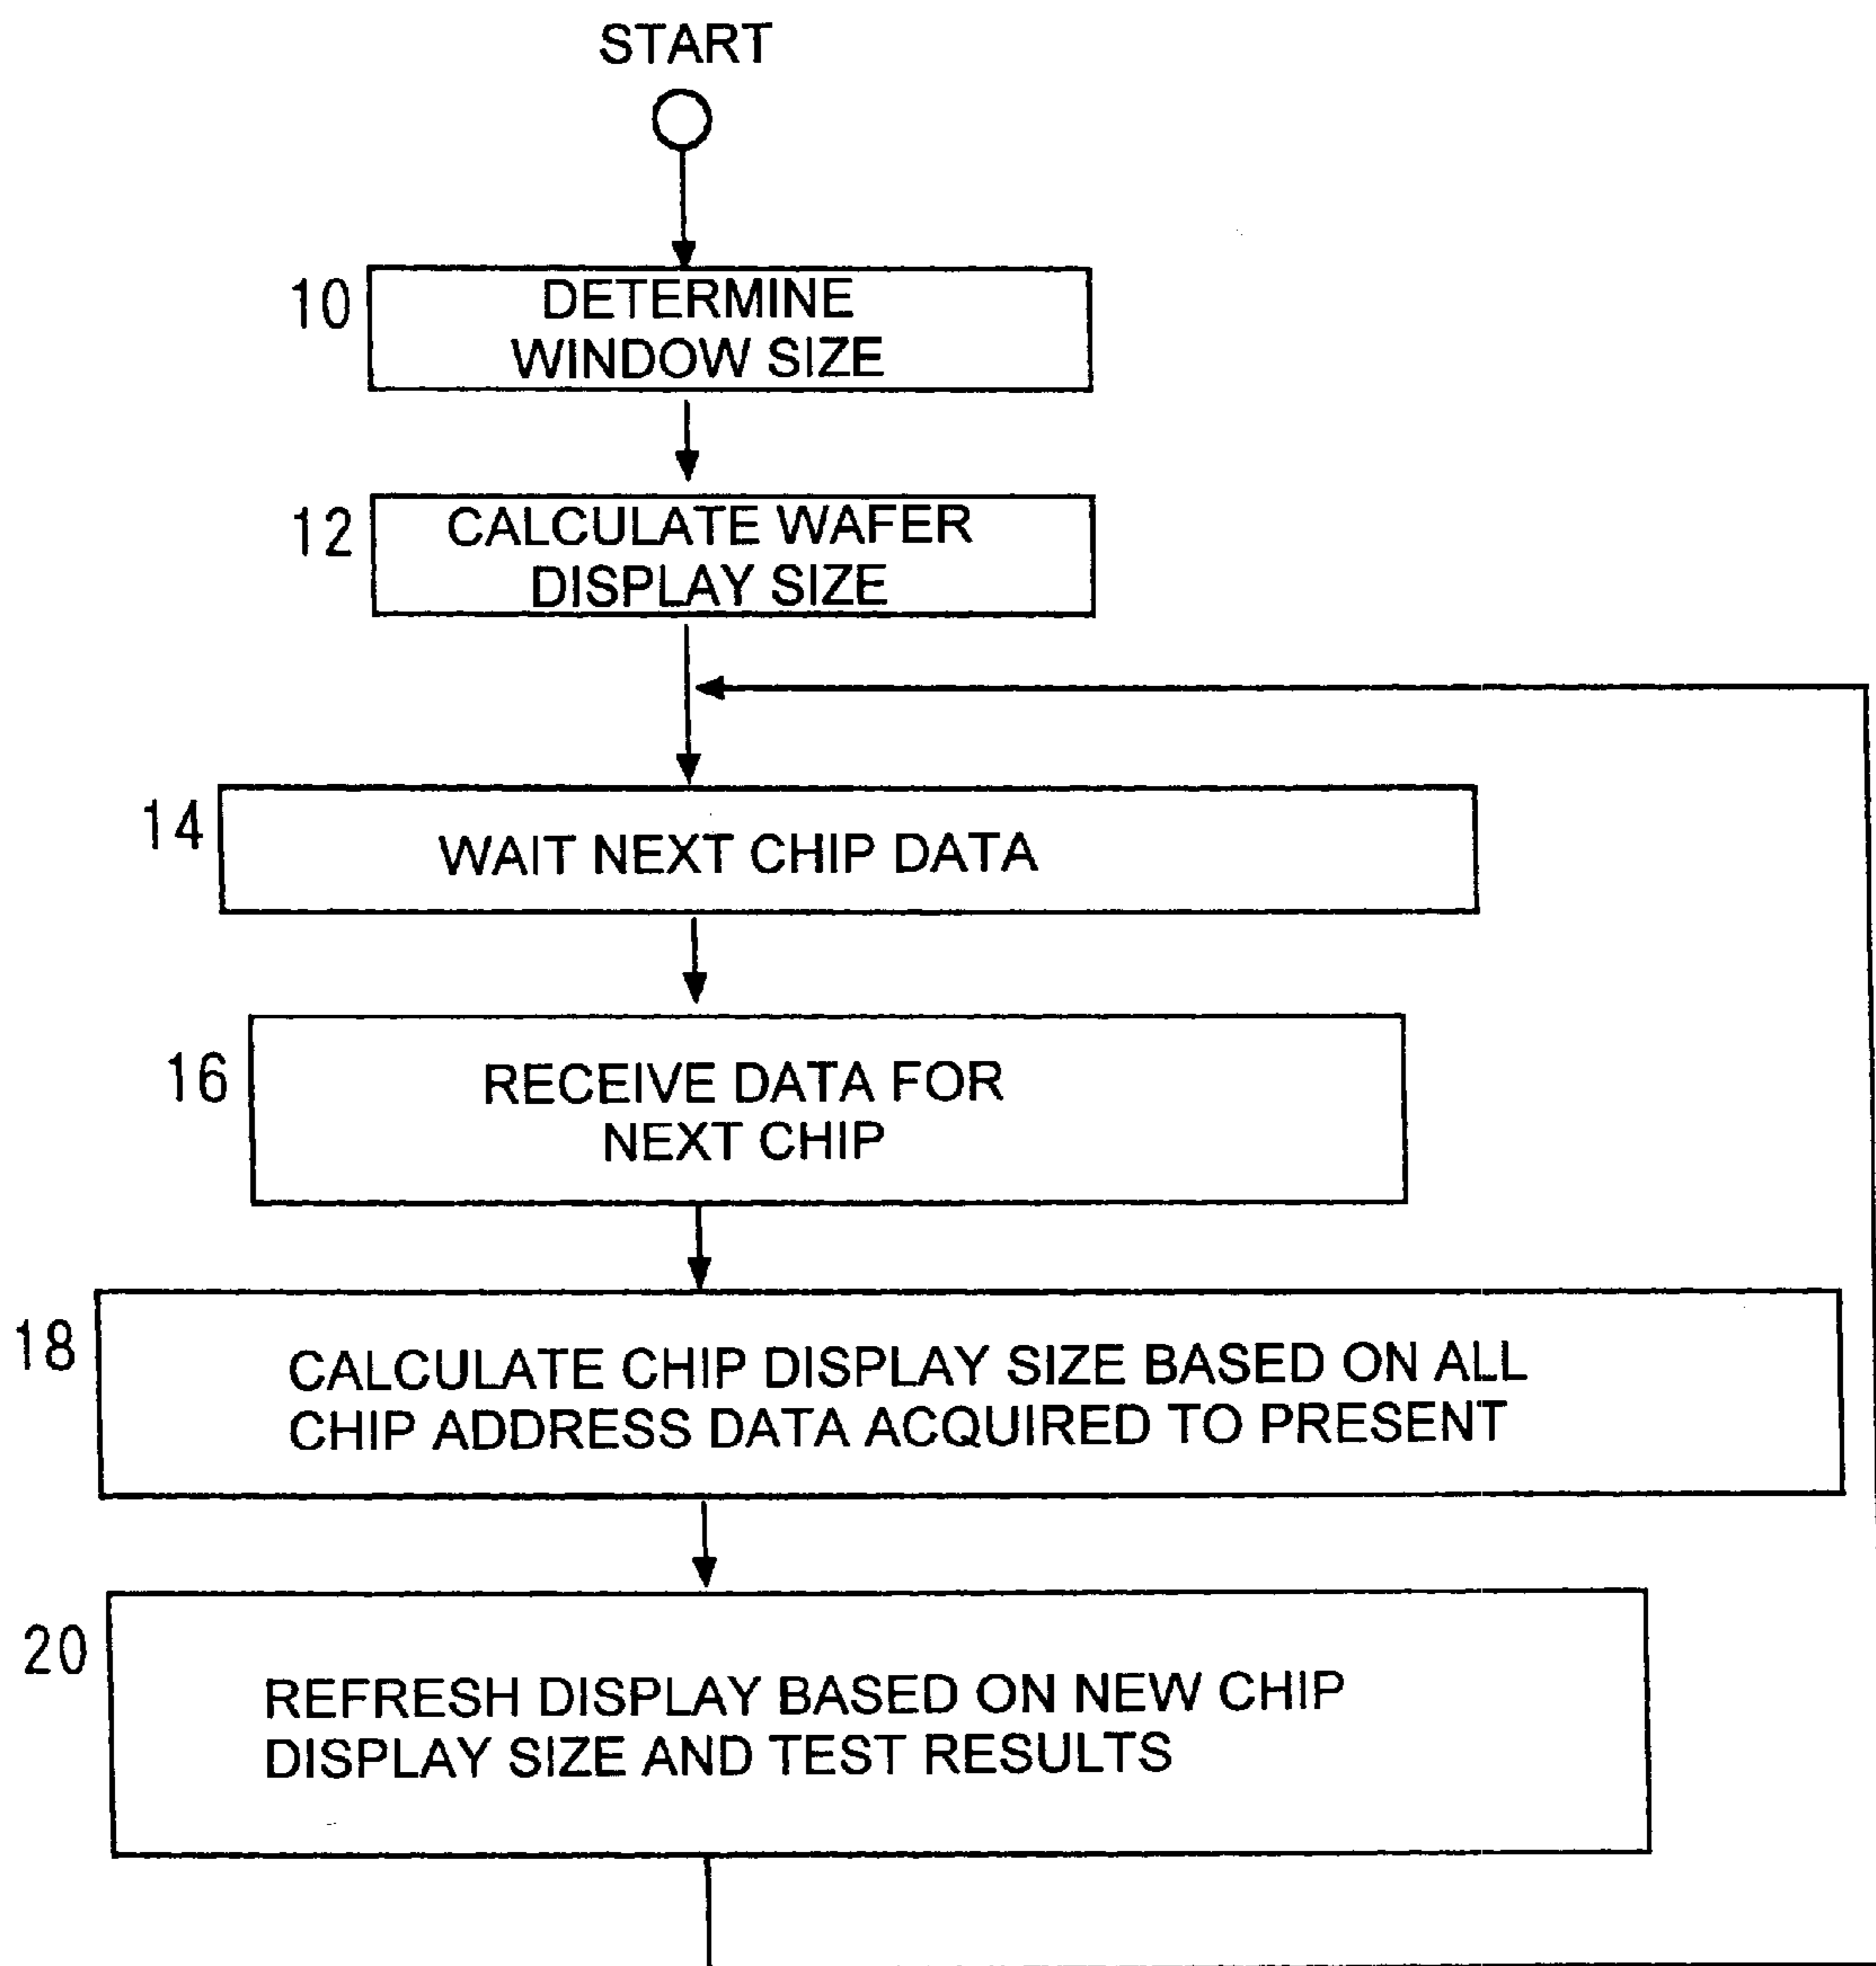 START
10
DETERMINE
WINDOW SIZE
12
CALCULATE WAFER
DISPLAY SIZE
14
WAIT NEXT CHIP DATA
16
RECEIVE DATA FOR
NEXT CHIP
18
CALCULATE CHIP DISPLAY SIZE BASED ON ALL
CHIP ADDRESS DATA ACQUIRED TO PRESENT
20
REFRESH DISPLAY BASED ON NEW CHIP
DISPLAY SIZE AND TEST RESULTS